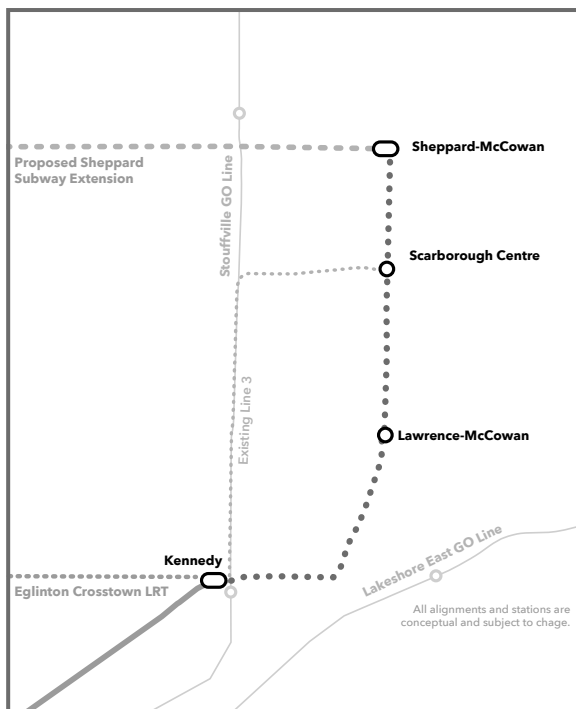 Sheppard-McCowan
Proposed Sheppard
Subway Extension
Stouffville GO Line
Scarborough Centre
Existing Line 3
Lawrence-McCowan
Kennedy
Lakeshore East GO Line
Eglinton Crosstown LRT
All alignments and stations are
conceptual and subject to chage.